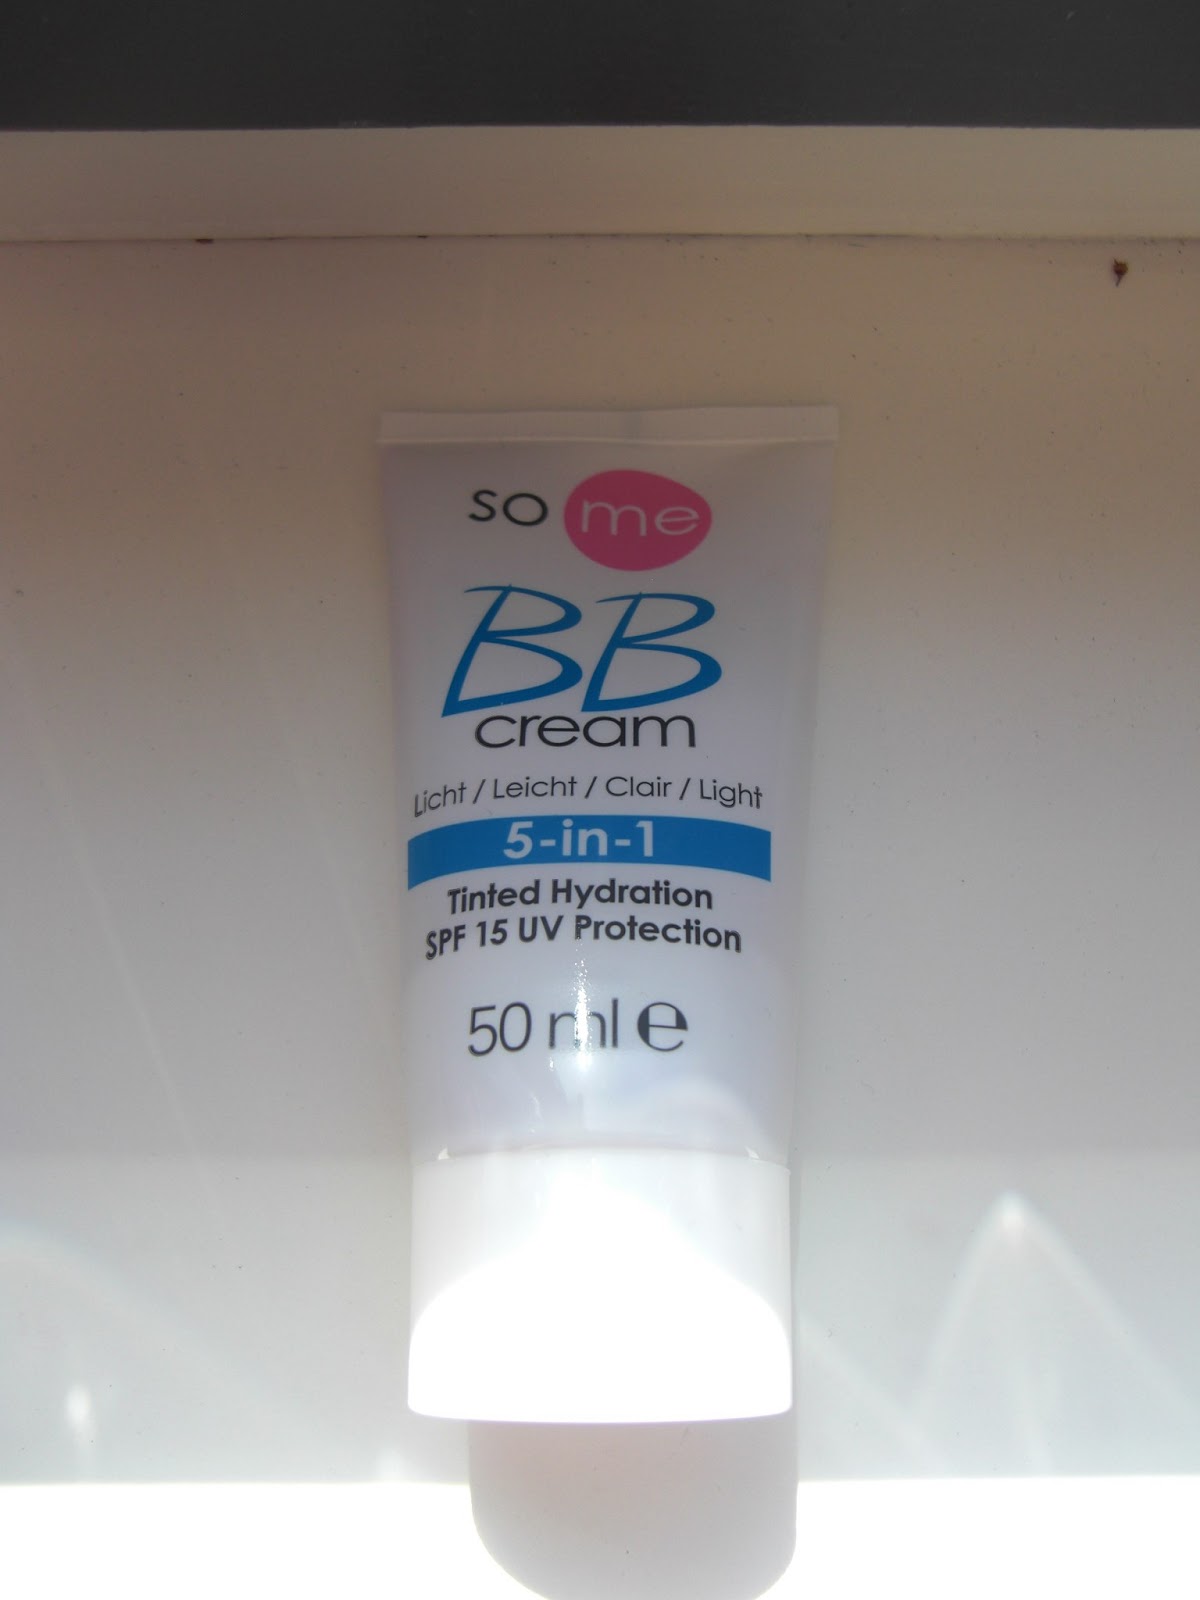 so me
BB
cream
Licht / Leicht / Clair / Light
5-in-1
Tinted Hydration
SPF 15 UV Protection
50 ml ℮